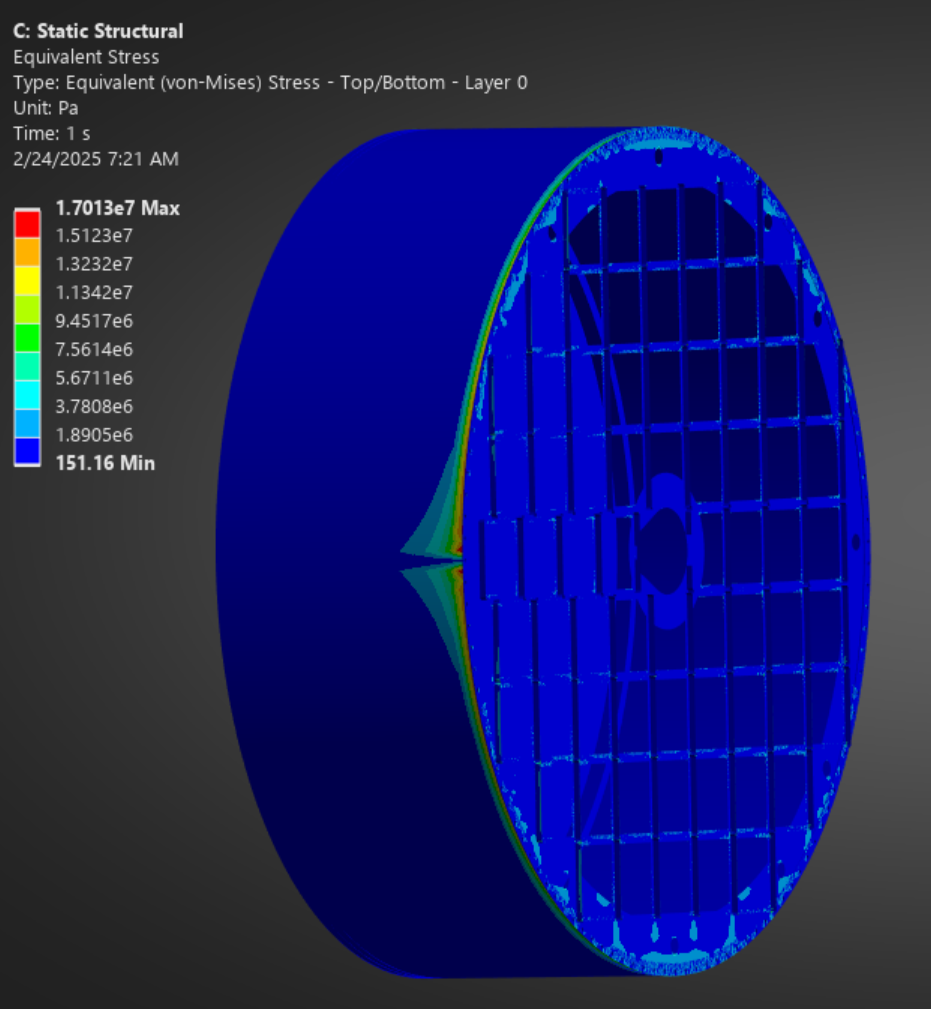 C: Static Structural
Equivalent Stress
Type: Equivalent (von-Mises) Stress - Top/Bottom - Layer 0
Unit: Pa
Time: 1 s
2/24/2025 7:21 AM
1.7013e7 Max
1.5123e7
1.3232e7
1.1342e7
9.4517e6
7.5614e6
5.6711e6
3.7808e6
1.8905e6
151.16 Min